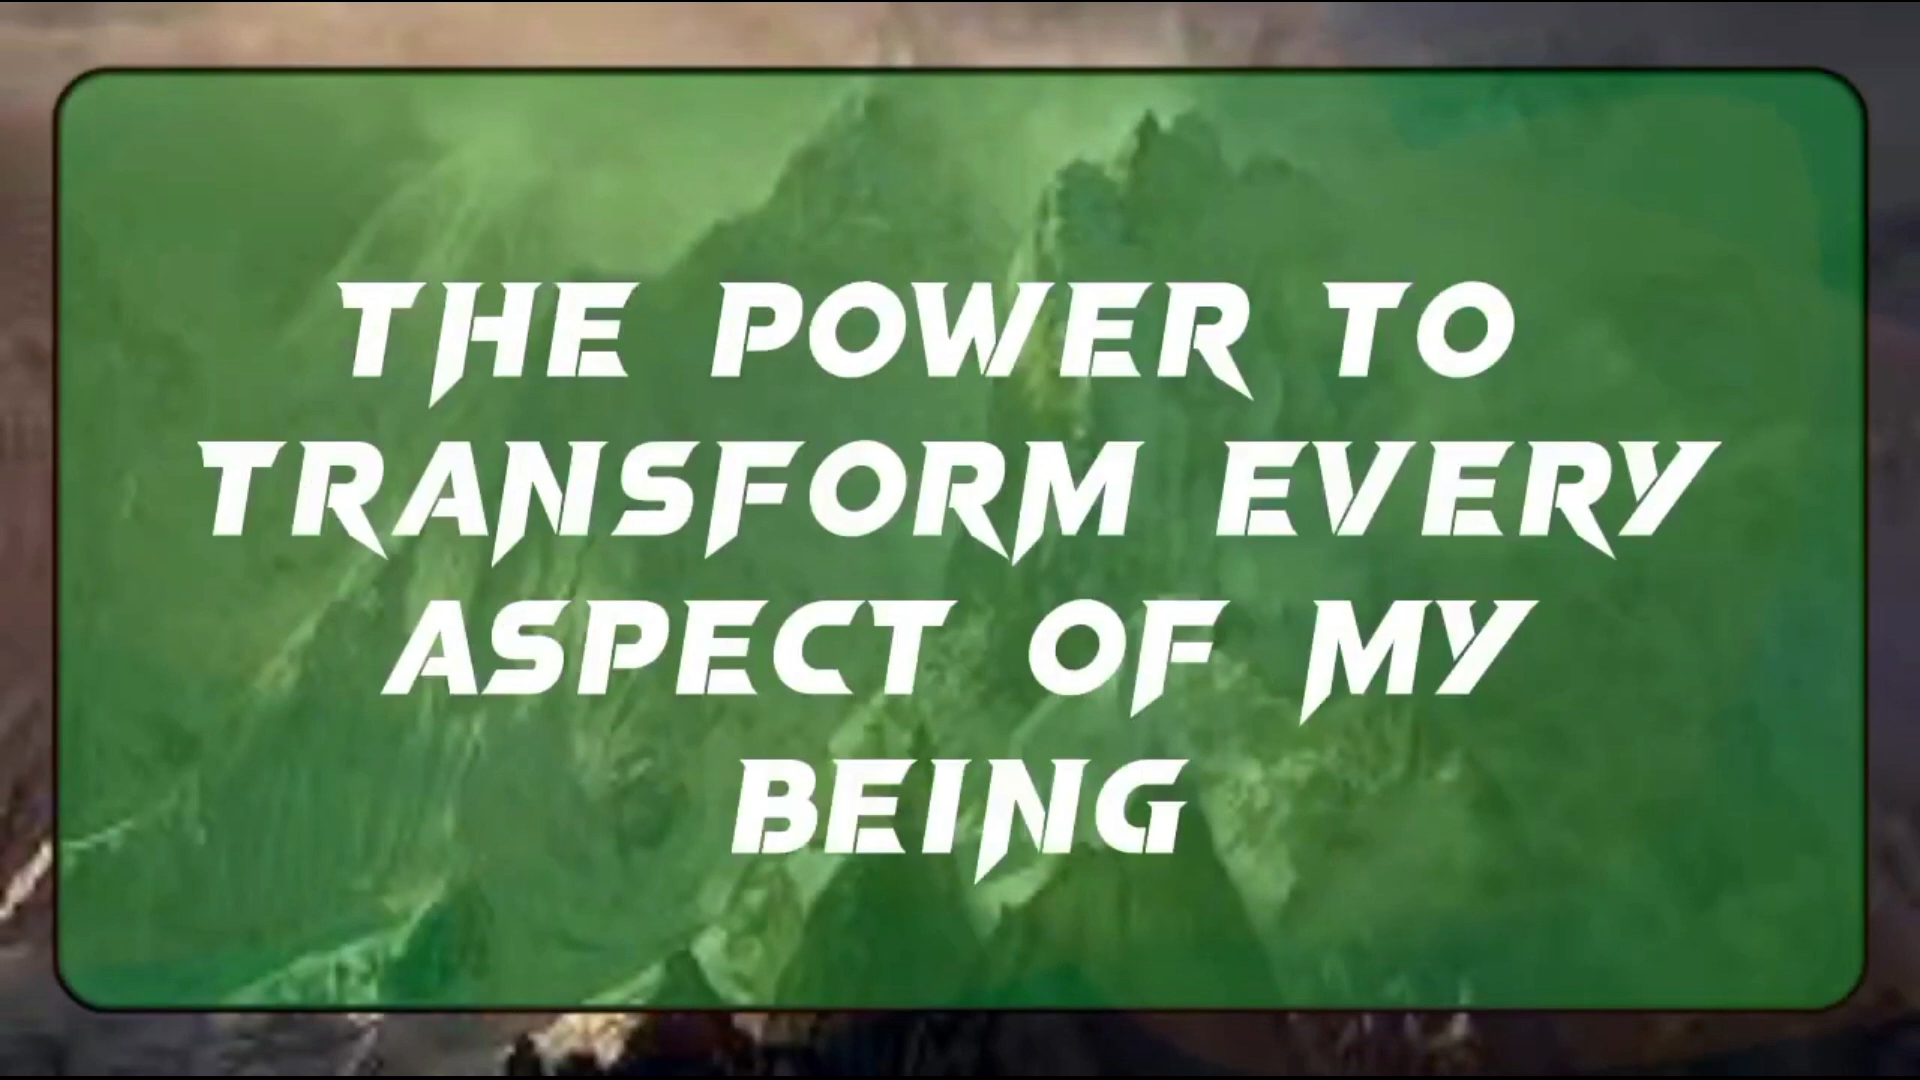 THE POWER TO
TRANSFORM EVERY
ASPECT OF MY
BEING